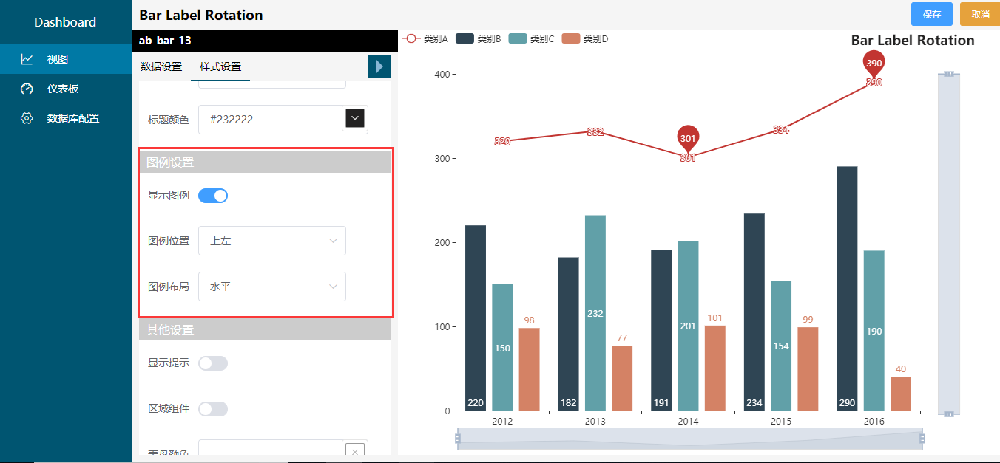 Dashboard
视图
仪表板
数据库配置
Bar Label Rotation
保存
取消
ab_bar_13
数据设置
样式设置
标题颜色
#232222
图例设置
显示图例
图例位置
上左
图例布局
水平
其他设置
显示提示
区域组件
表盘颜色
类别A
类别B
类别C
类别D
Bar Label Rotation
400
300
200
100
0
320
332
301
301
334
390
390
220
150
98
182
232
77
191
201
101
234
154
99
290
190
40
2012
2013
2014
2015
2016